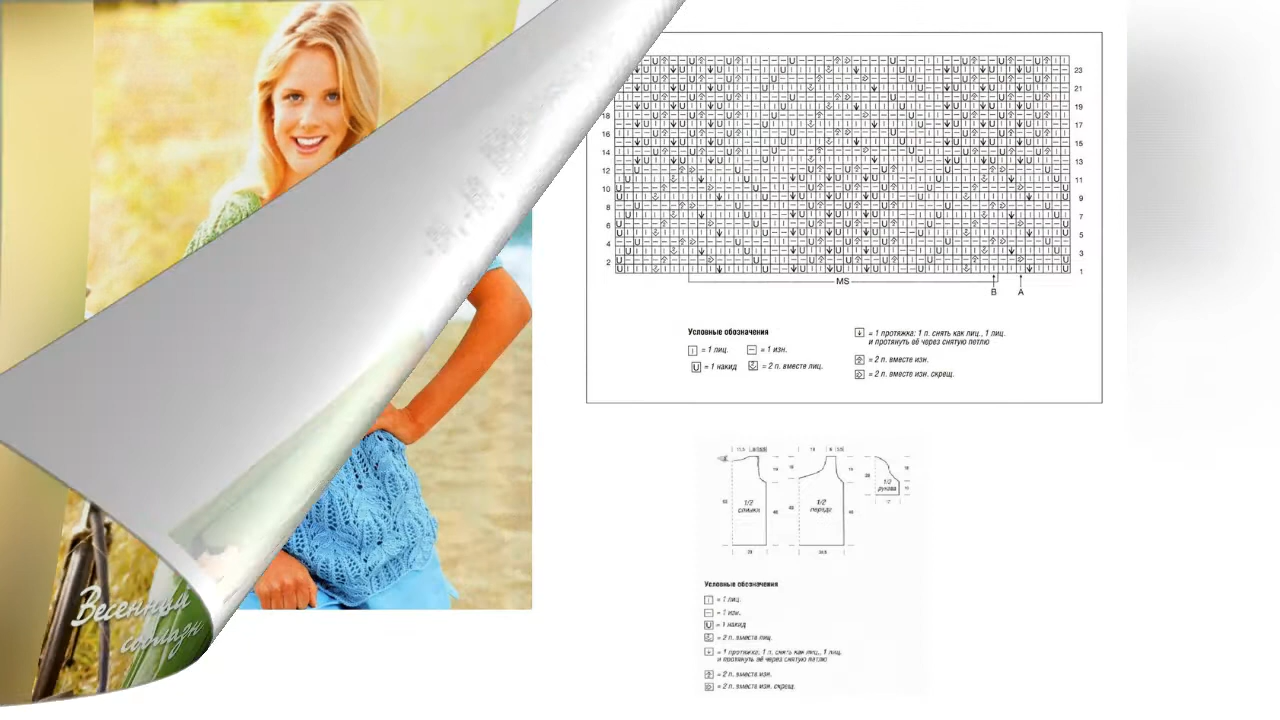 23
21
19
18
17
16
15
14
13
12
11
10
9
8
7
6
5
4
3
2
1
MS
B A
Условные обозначения
= 1 лиц.
= 1 изн.
= 1 накид
= 2 п. вместе лиц.
= 1 протяжка: 1 п. снять как лиц., 1 лиц.
и протянуть её через снятую петлю
= 2 п. вместе изн.
= 2 п. вместе изн. скрещ.
1/2
спинки
1/2
переда
1/2
рукава
Условные обозначения
= 1 лиц.
= 1 изн.
= 1 накид
= 2 п. вместе лиц.
= 1 протяжка: 1 п. снять как лиц., 1 лиц.
и протянуть её через снятую петлю
= 2 п. вместе изн.
= 2 п. вместе изн. скрещ.
Весенний
соблазн